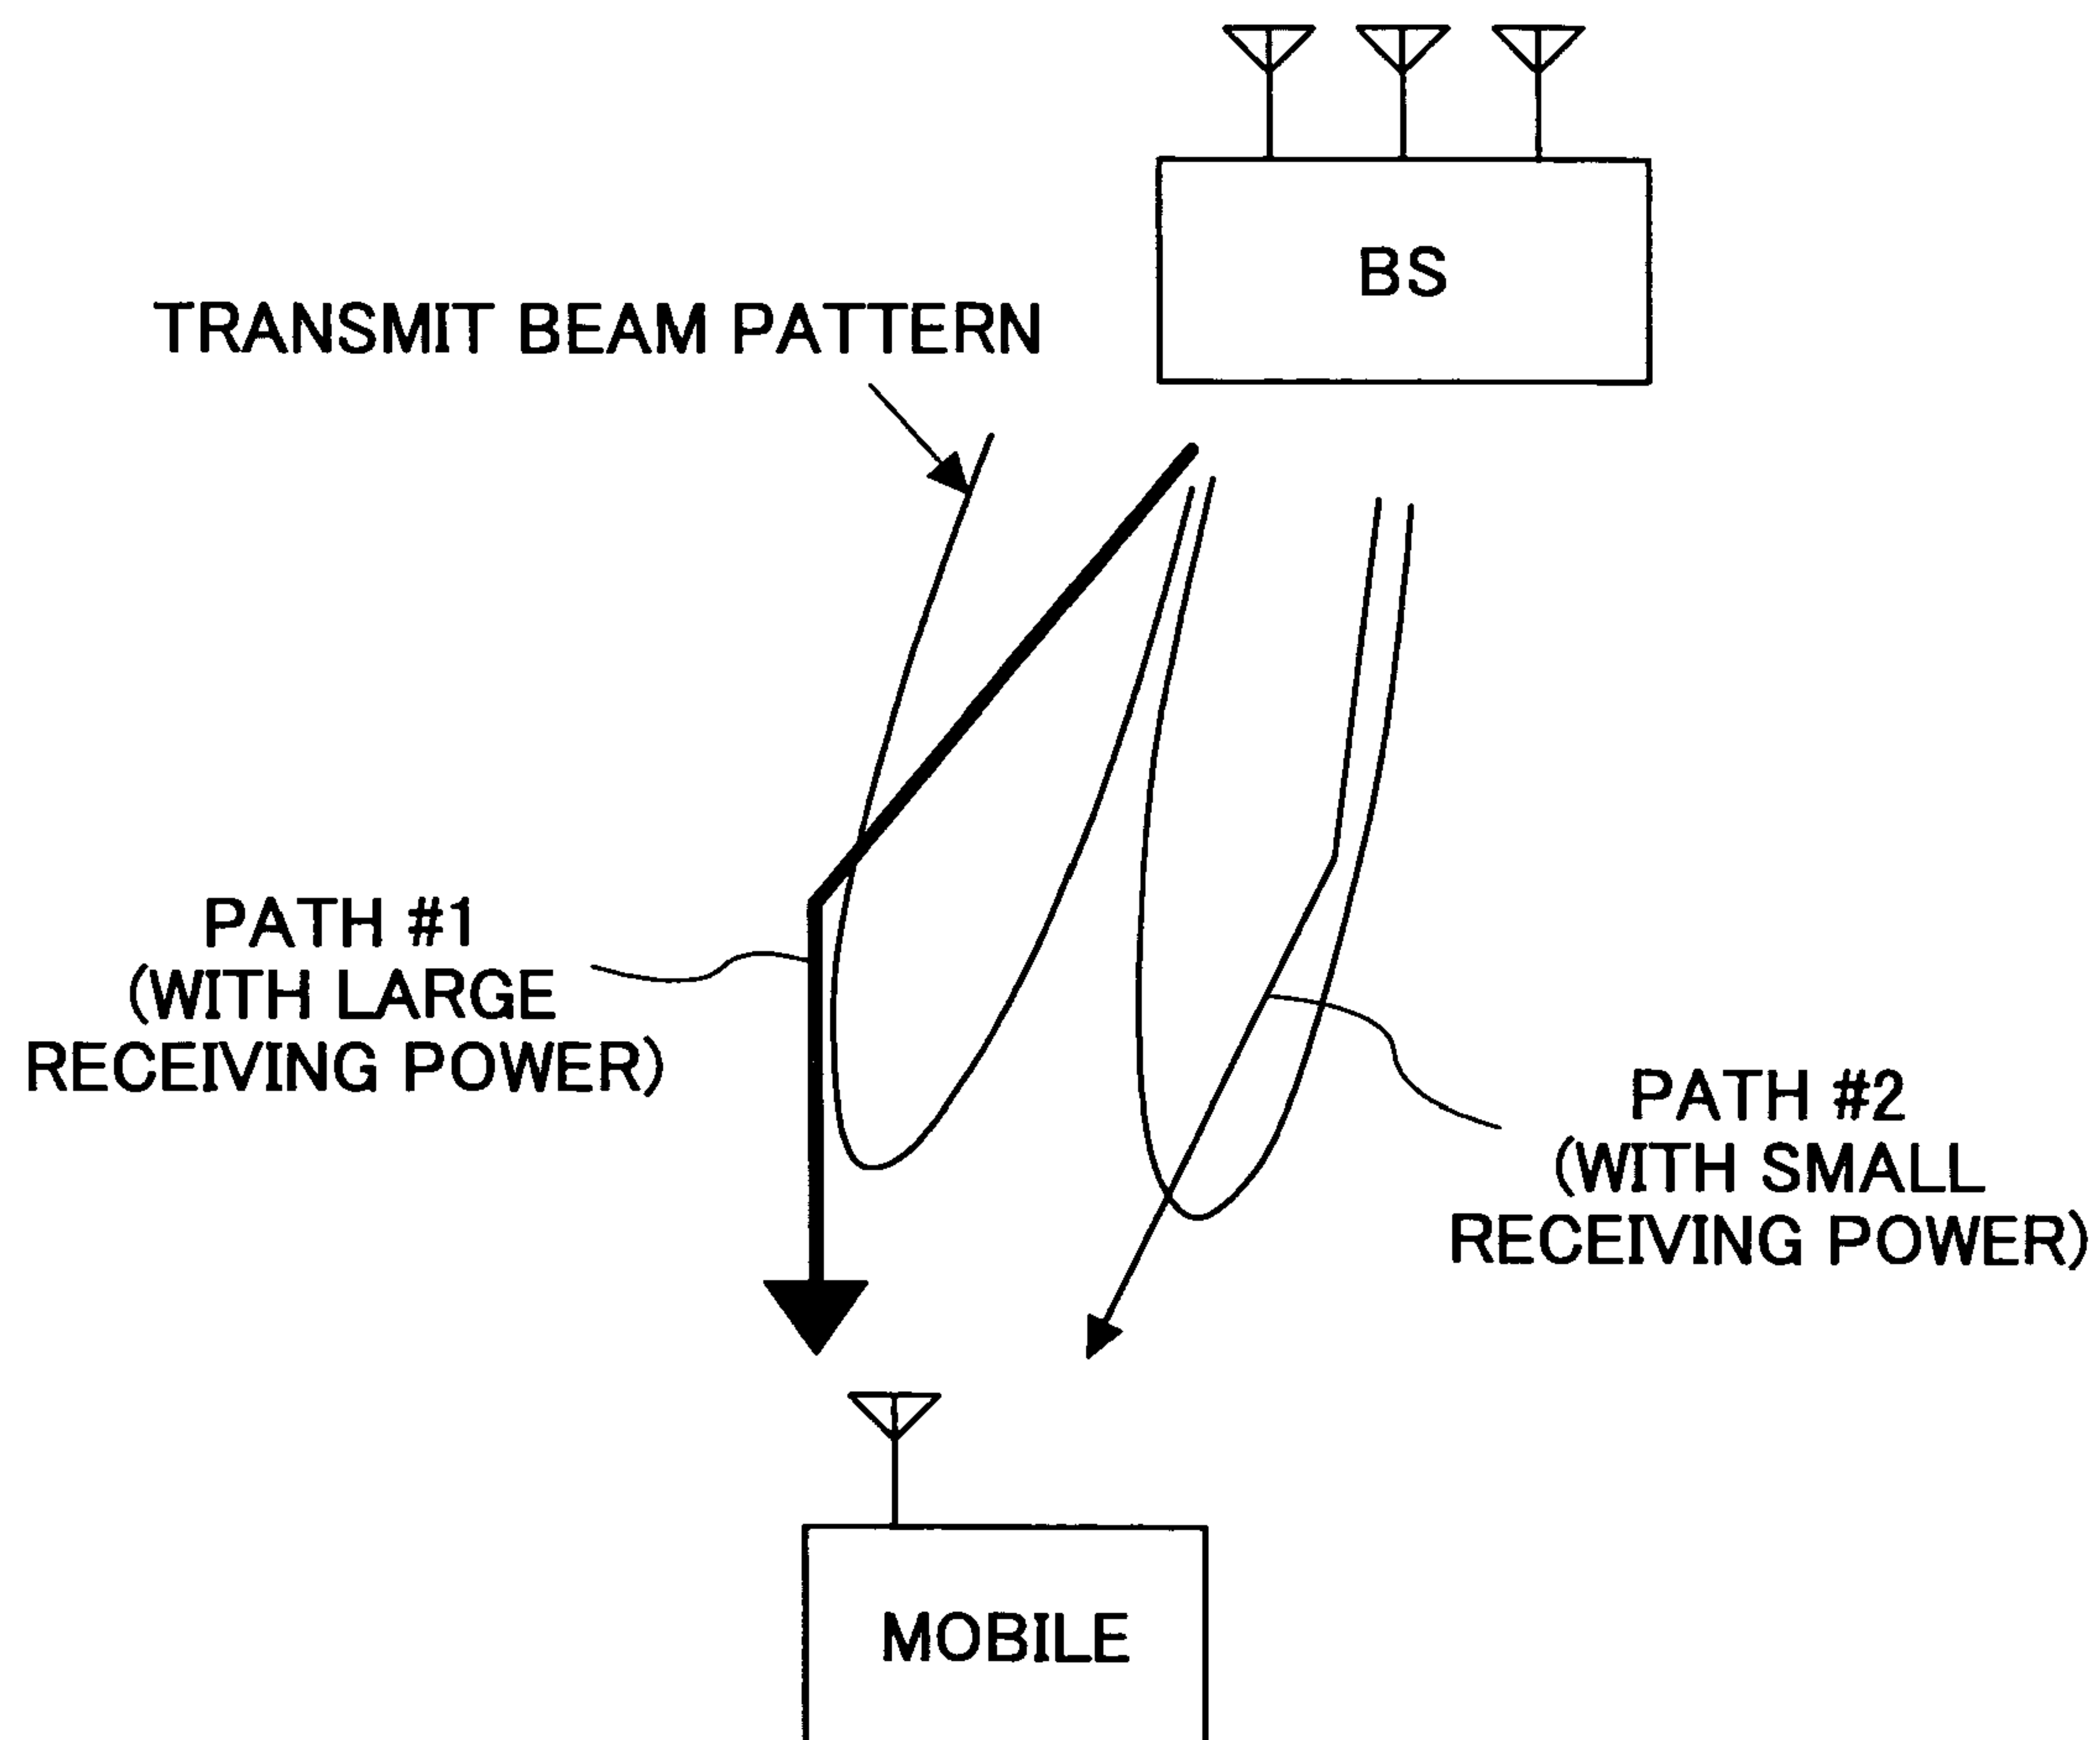 BS
TRANSMIT BEAM PATTERN
PATH #1
(WITH LARGE
RECEIVING POWER)
PATH #2
(WITH SMALL
RECEIVING POWER)
MOBILE